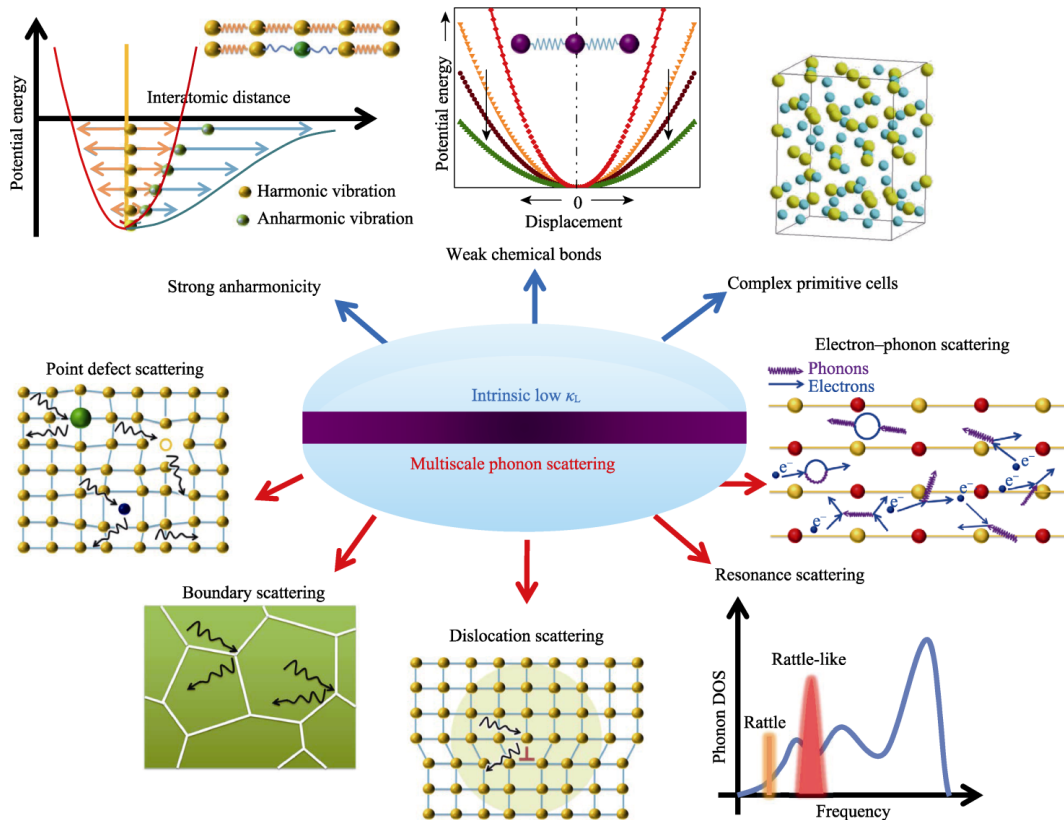 Potential energy
Interatomic distance
Harmonic vibration
Anharmonic vibration
Strong anharmonicity
Potential energy
0
Displacement
Weak chemical bonds
Complex primitive cells
Intrinsic low κL
Multiscale phonon scattering
Point defect scattering
Electron–phonon scattering
Phonons
Electrons
e−
e−
e−
e−
e−
e−
Boundary scattering
Dislocation scattering
Resonance scattering
Phonon DOS
Rattle-like
Rattle
Frequency